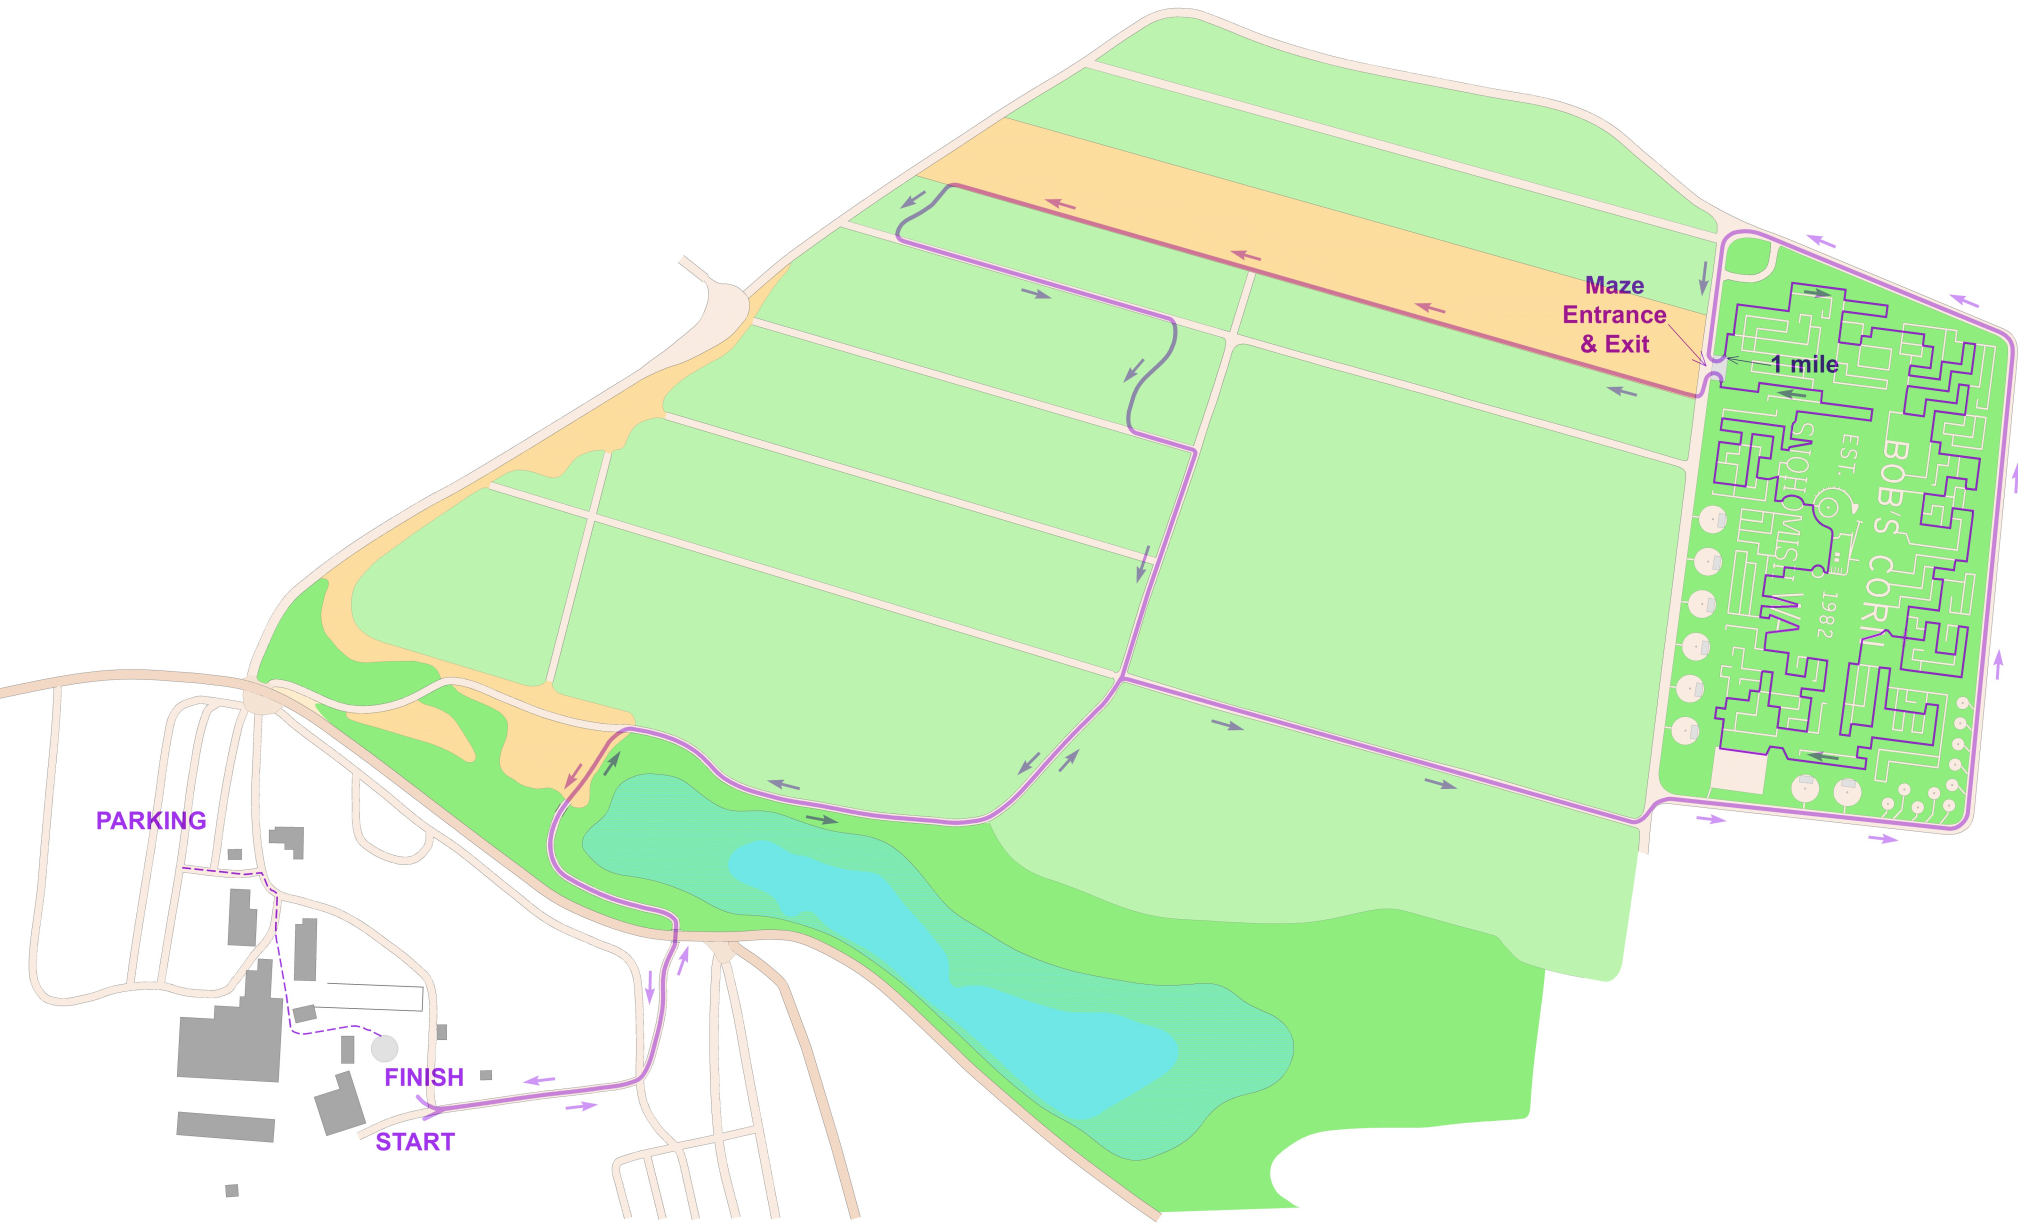 Maze
Entrance
& Exit
1 mile
BOB'S CORN
EST.
1982
SNOHOMISH WA
PARKING
FINISH
START